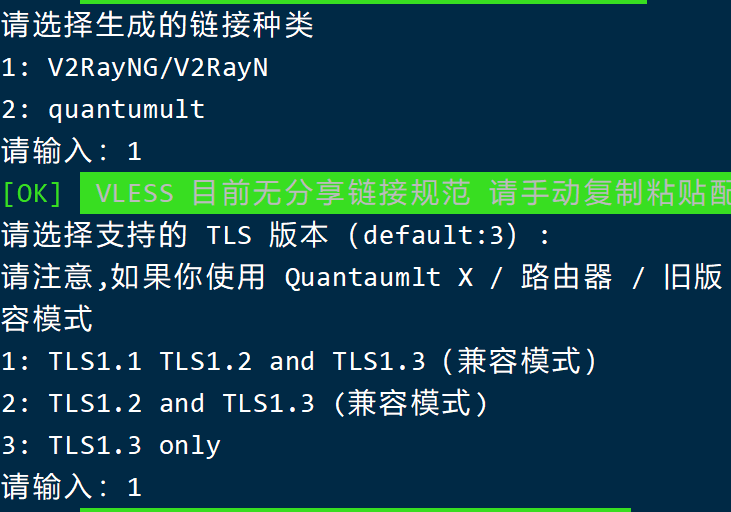 请选择生成的链接种类
1: V2RayNG/V2RayN
2: quantumult
请输入: 1
[OK] VLESS 目前无分享链接规范 请手动复制粘贴配
请选择支持的 TLS 版本 (default:3) :
请注意,如果你使用 Quantaumlt X / 路由器 / 旧版
容模式
1: TLS1.1 TLS1.2 and TLS1.3 (兼容模式)
2: TLS1.2 and TLS1.3 (兼容模式)
3: TLS1.3 only
请输入: 1